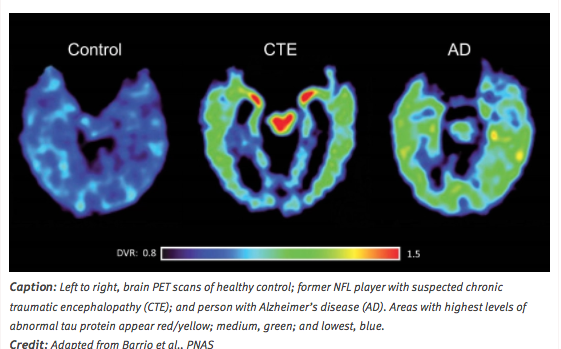 Control CTE AD
DVR: 0.8 1.5
Caption: Left to right, brain PET scans of healthy control; former NFL player with suspected chronic
traumatic encephalopathy (CTE); and person with Alzheimer's disease (AD). Areas with highest levels of
abnormal tau protein appear red/yellow; medium, green; and lowest, blue.
Credit: Adapted from Barrio et al., PNAS